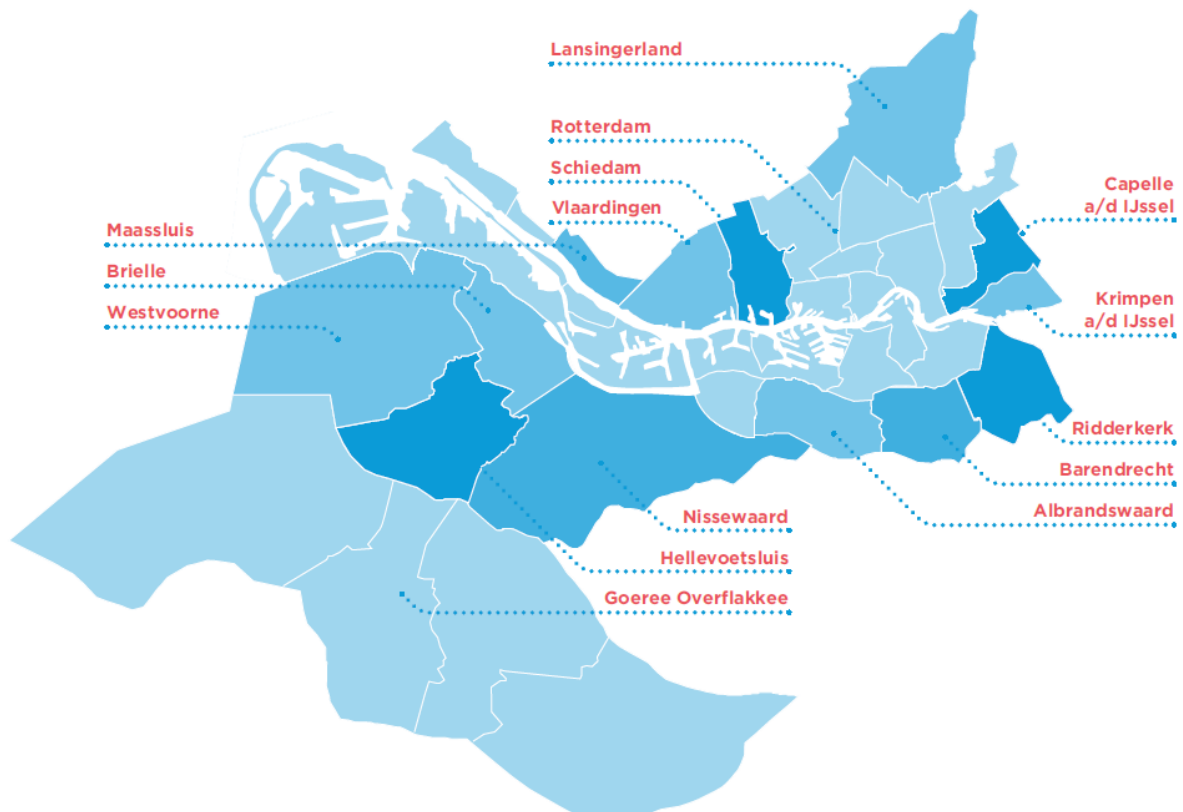 Lansingerland
Rotterdam
Schiedam
Vlaardingen
Maassluis
Brielle
Westvoorne
Capelle
a/d IJssel
Krimpen
a/d IJssel
Ridderkerk
Barendrecht
Albrandswaard
Nissewaard
Hellevoetsluis
Goeree Overflakkee